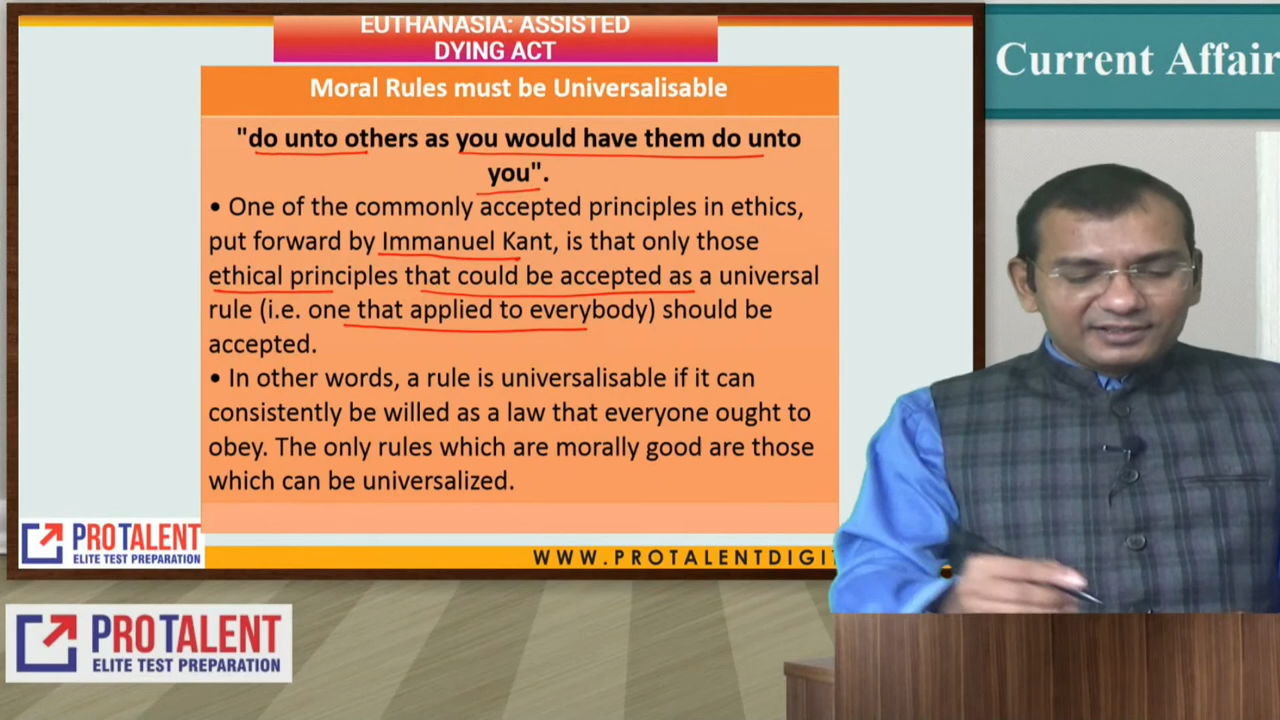 EUTHANASIA: ASSISTED
DYING ACT
Current Affair
Moral Rules must be Universalisable
"do unto others as you would have them do unto
you".
• One of the commonly accepted principles in ethics,
put forward by Immanuel Kant, is that only those
ethical principles that could be accepted as a universal
rule (i.e. one that applied to everybody) should be
accepted.
• In other words, a rule is universalisable if it can
consistently be willed as a law that everyone ought to
obey. The only rules which are morally good are those
which can be universalized.
PROTALENT
ELITE TEST PREPARATION
WWW.PROTALENTDIGIT
PROTALENT
ELITE TEST PREPARATION